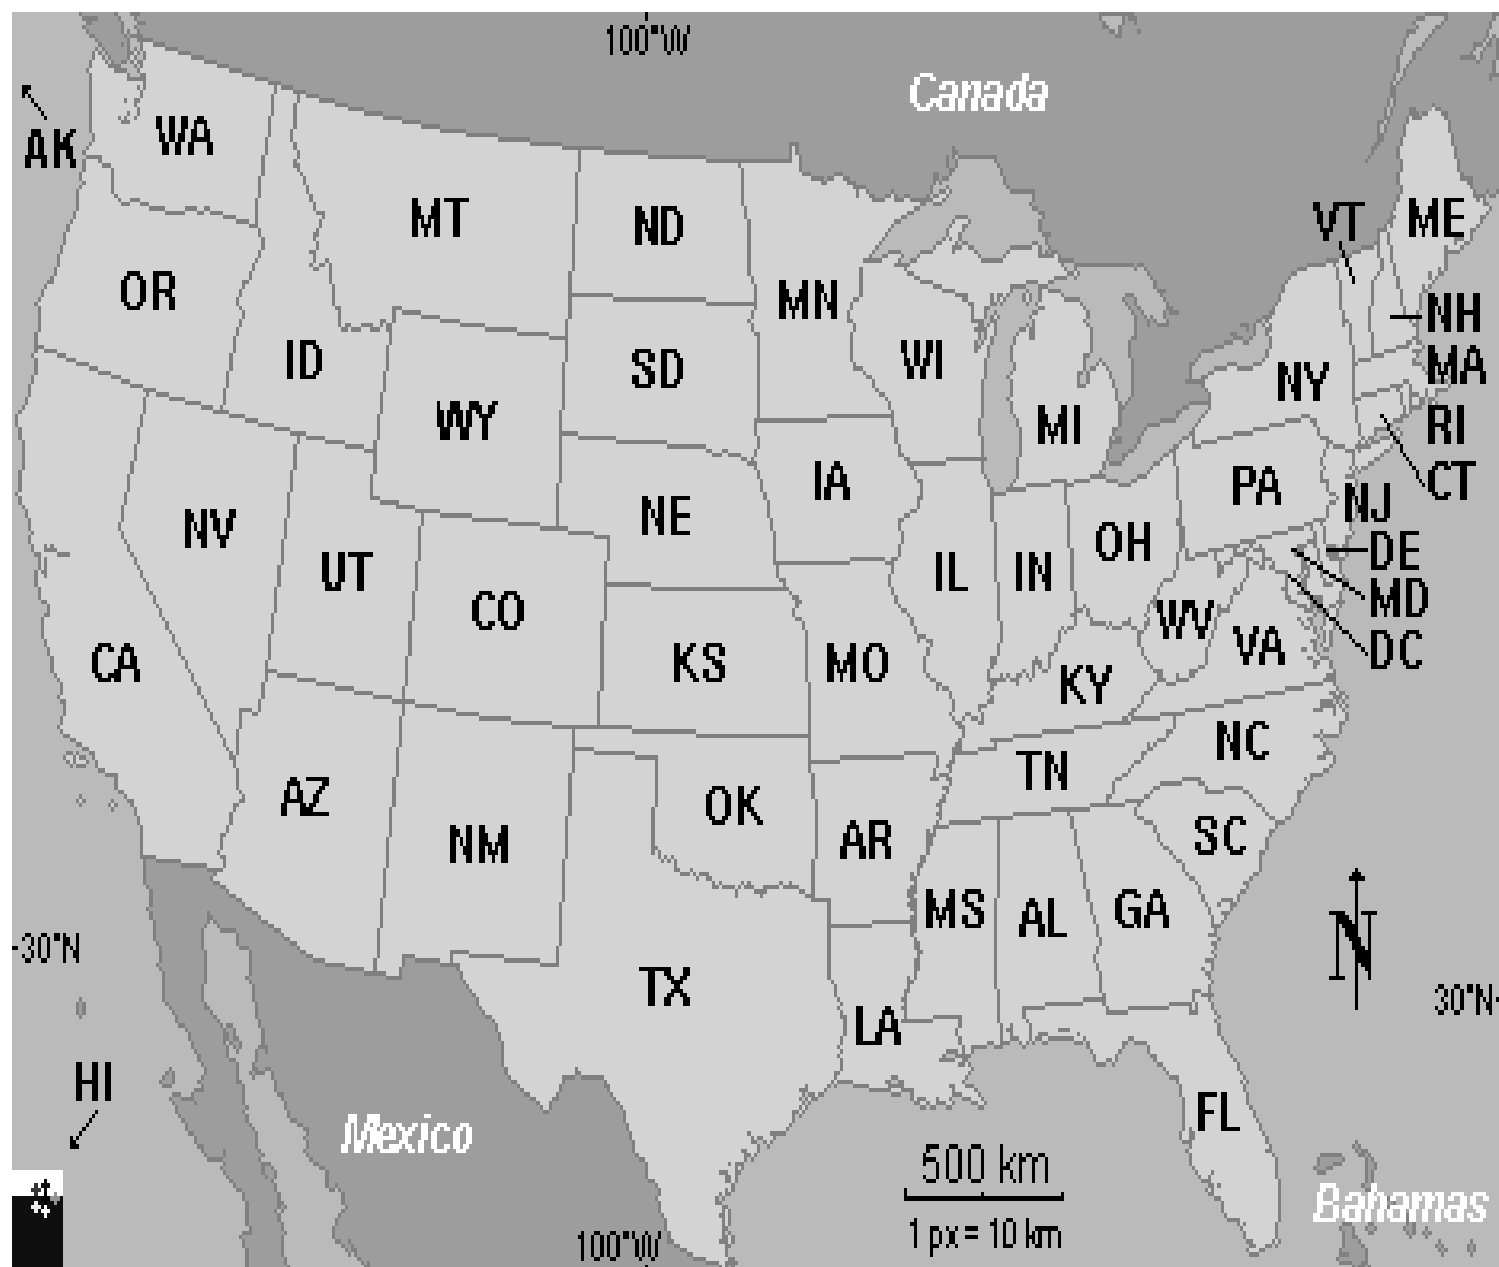 100°W
Canada
AK
WA
MT
ND
VT
ME
OR
MN
NH
ID
SD
WI
MA
NY
WY
MI
RI
IA
PA
CT
NV
NE
NJ
UT
IL
IN
OH
DE
CO
MD
WV
CA
KS
MO
VA
DC
KY
NC
AZ
TN
OK
NM
AR
SC
MS
AL
GA
N
30°N
TX
30°N
LA
HI
FL
Mexico
500 km
Bahamas
1 px = 10 km
100°W